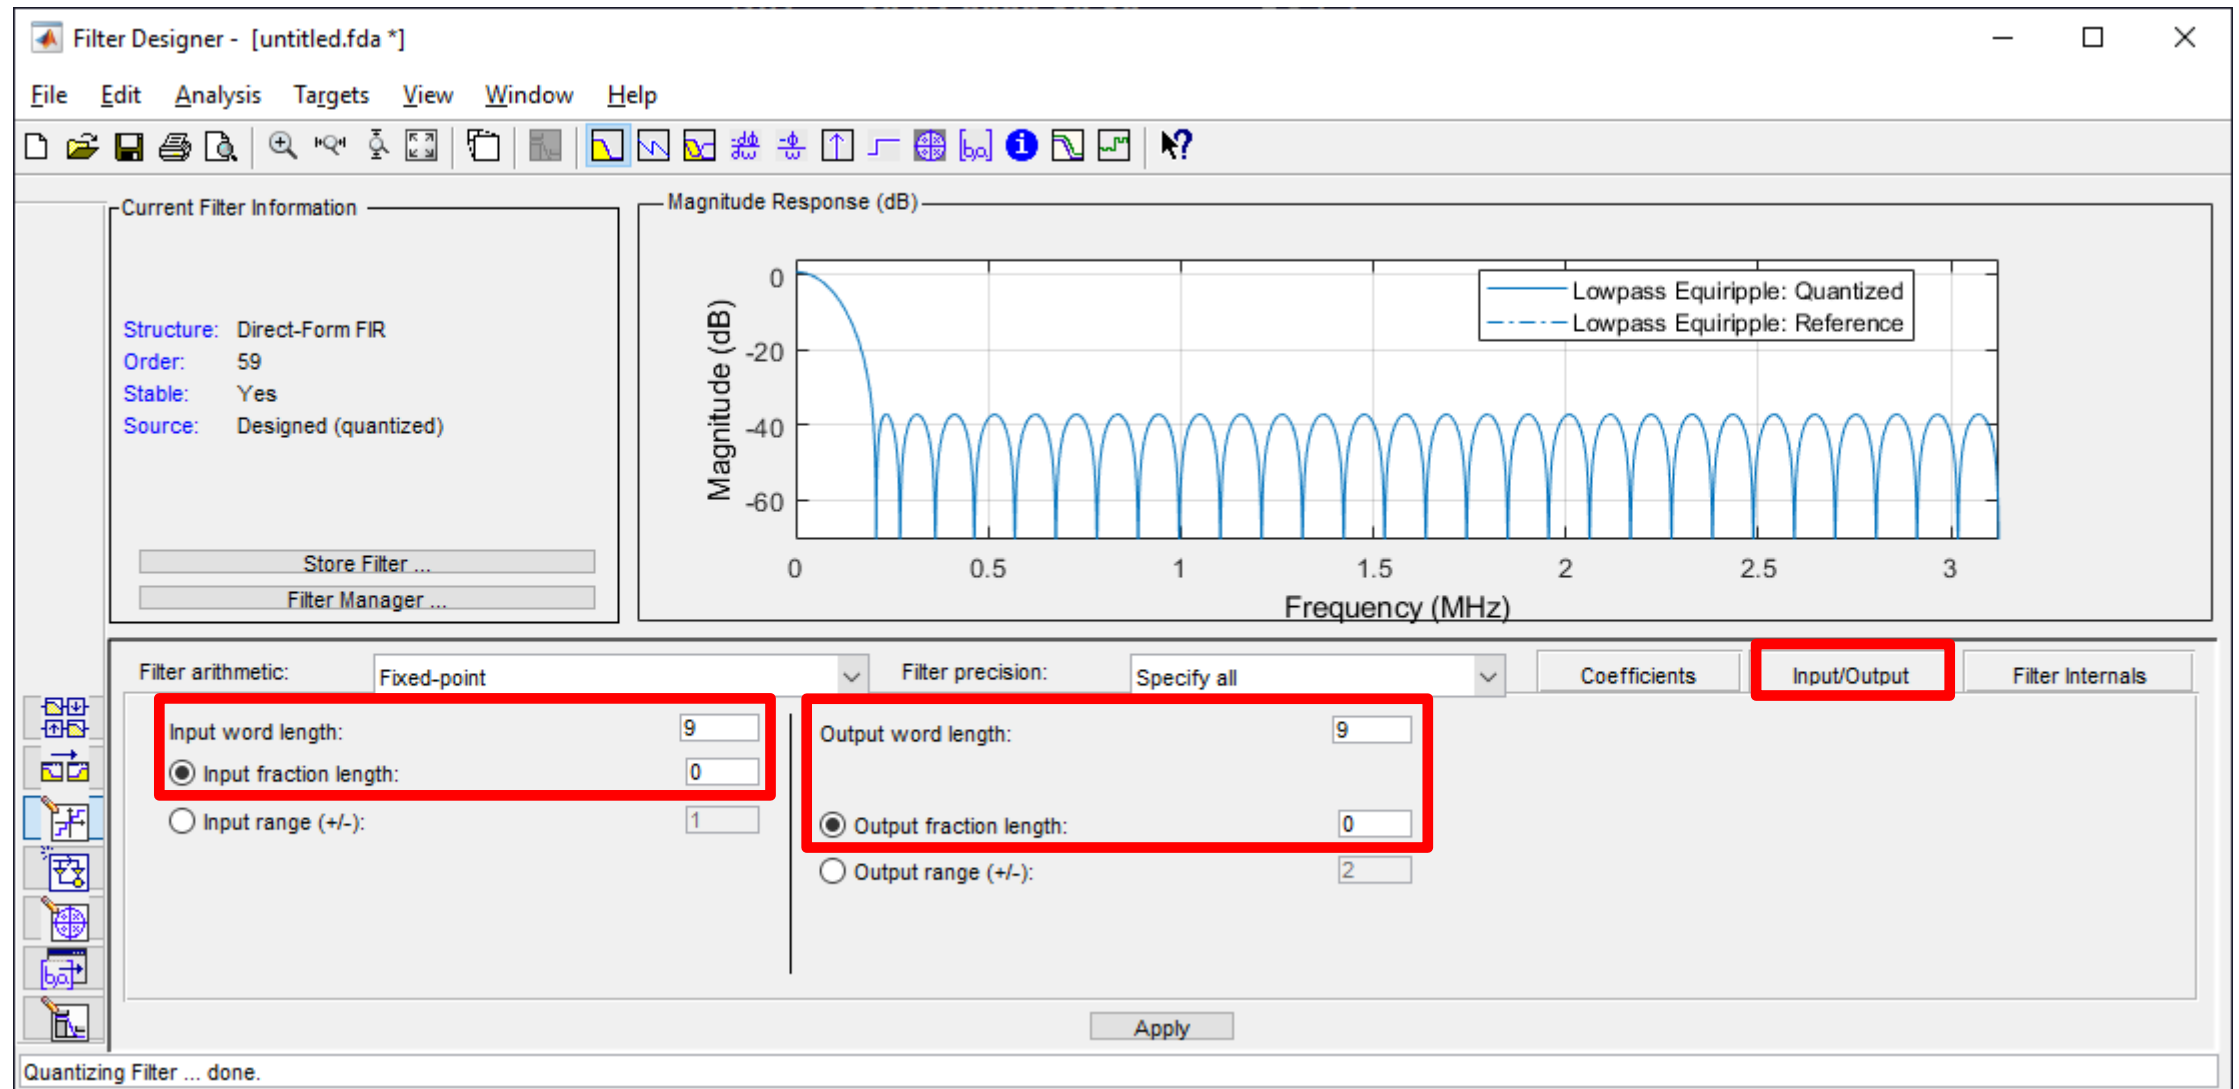 Filter Designer - [untitled.fda *]
File Edit Analysis Targets View Window Help
Current Filter Information
Structure: Direct-Form FIR
Order: 59
Stable: Yes
Source: Designed (quantized)
Store Filter ...
Filter Manager ...
Magnitude Response (dB)
Magnitude (dB)
0
-20
-40
-60
Lowpass Equiripple: Quantized
Lowpass Equiripple: Reference
0 0.5 1 1.5 2 2.5 3
Frequency (MHz)
Filter arithmetic: Fixed-point Filter precision: Specify all Coefficients Input/Output Filter Internals
Input word length: 9
Input fraction length: 0
Input range (+/-): 1
Output word length: 9
Output fraction length: 0
Output range (+/-): 2
Apply
Quantizing Filter ... done.